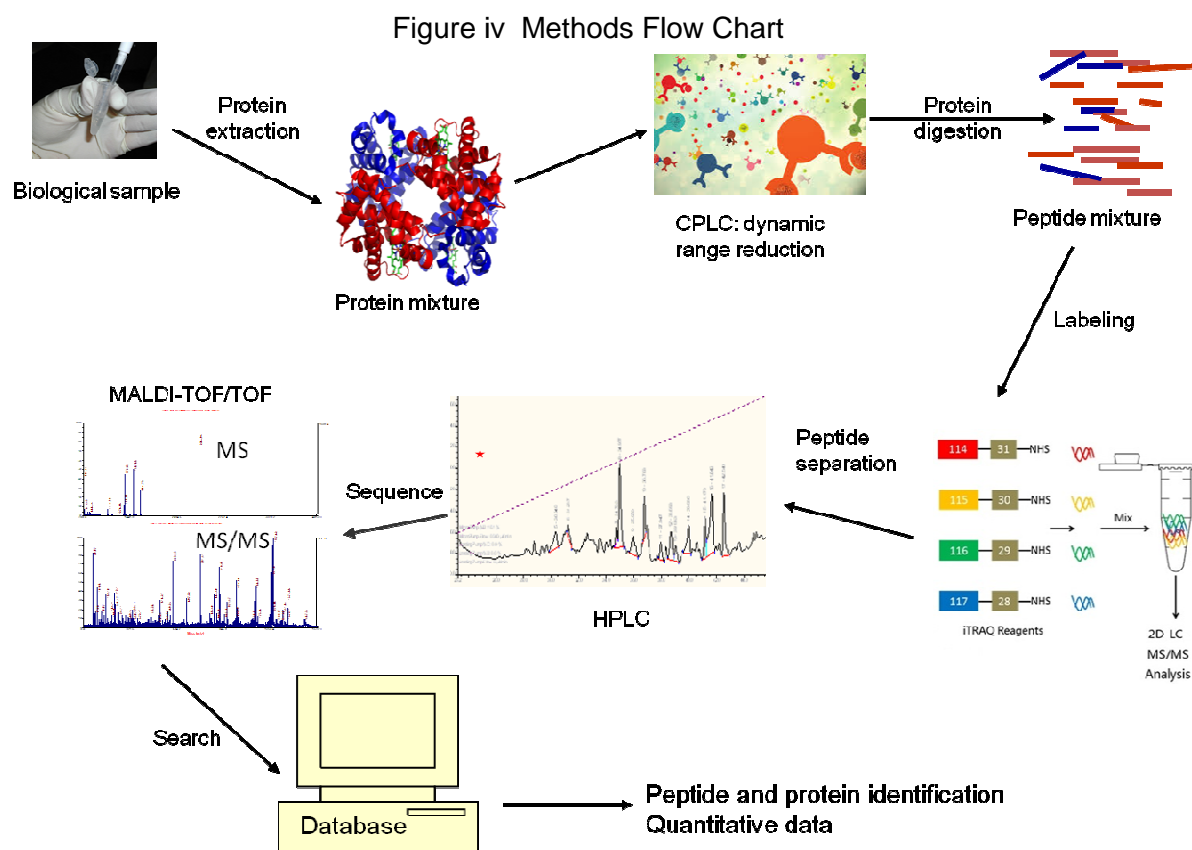 Figure iv Methods Flow Chart
Protein
extraction
Biological sample
Protein mixture
CPLC: dynamic
range reduction
Protein
digestion
Peptide mixture
Labeling
114 31 NHS
115 30 NHS
116 29 NHS
117 28 NHS
iTRAQ Reagents
Mix
2D LC
MS/MS
Analysis
Peptide
separation
HPLC
Sequence
MALDI-TOF/TOF
MS
MS/MS
Search
Database
Peptide and protein identification
Quantitative data